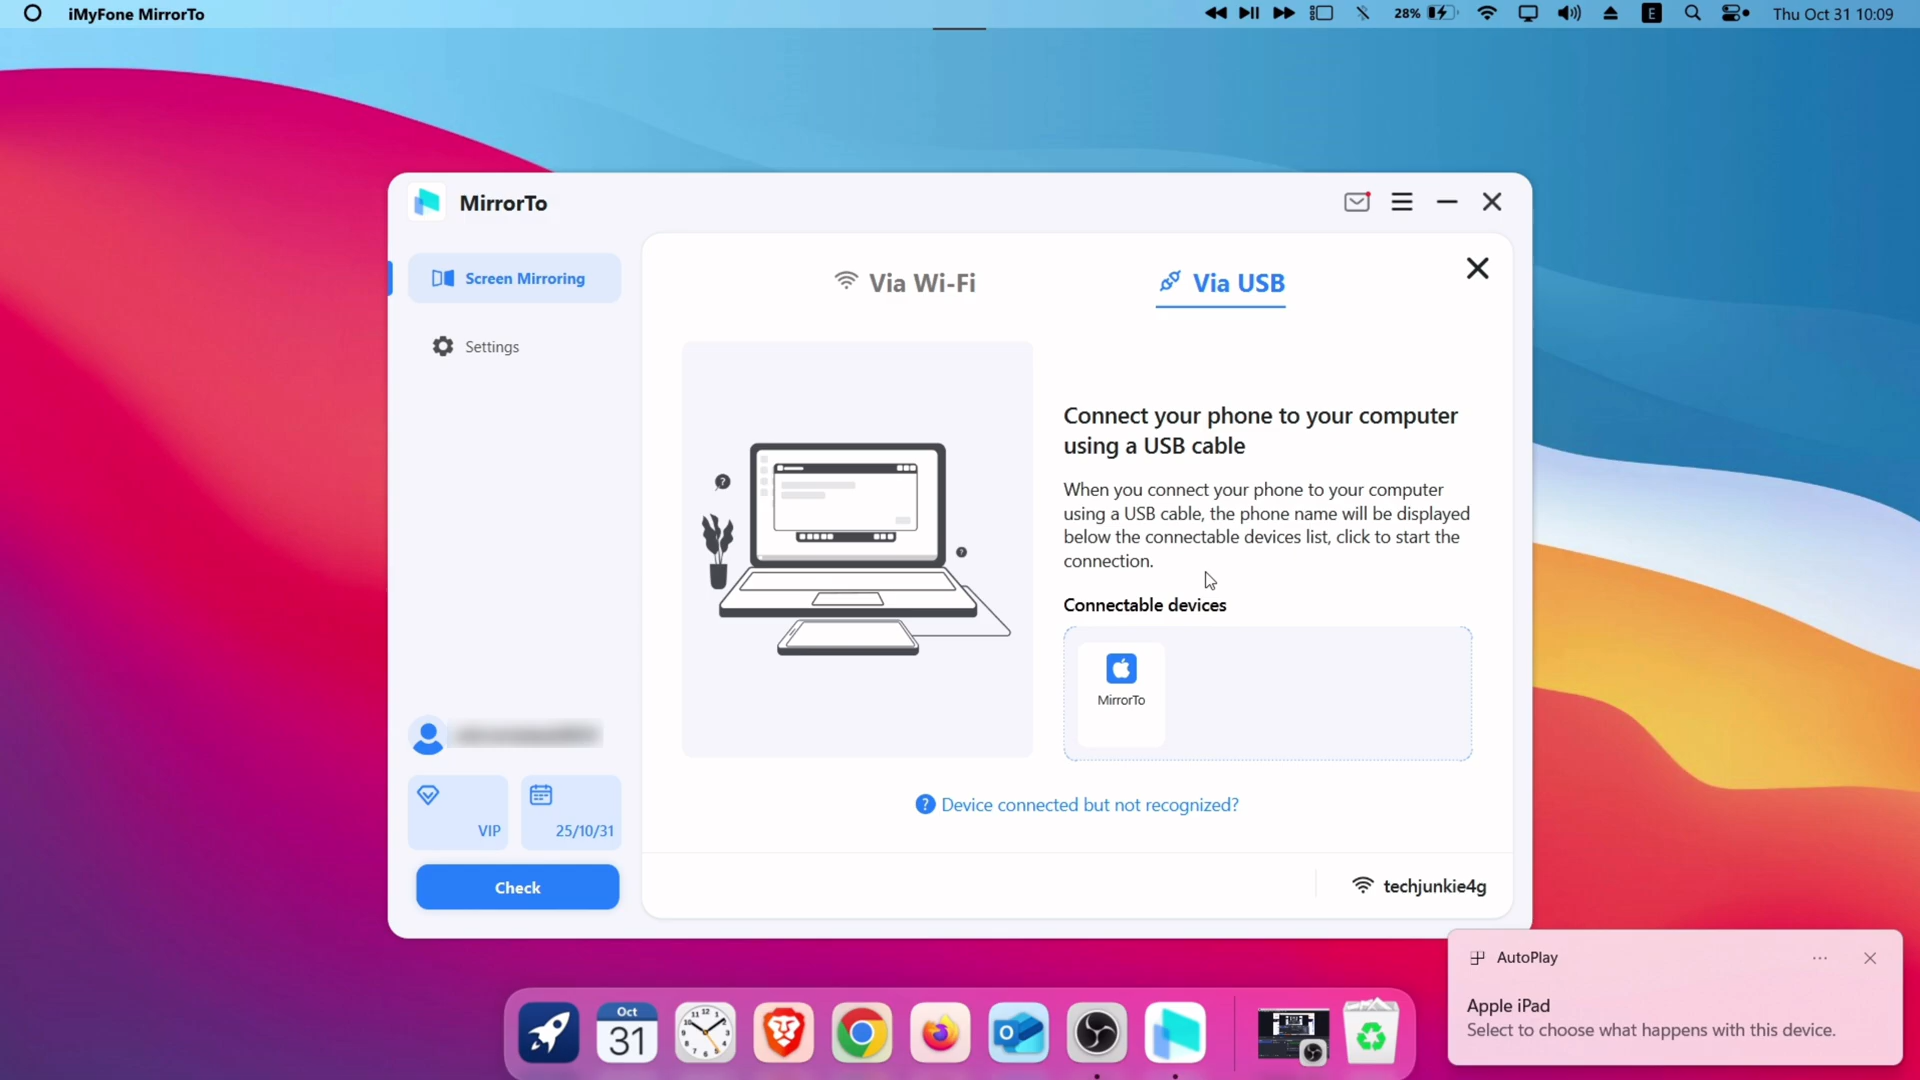 iMyFone MirrorTo
28%
E
Thu Oct 31 10:09
MirrorTo
Screen Mirroring
Settings
Via Wi-Fi
Via USB
Connect your phone to your computer
using a USB cable
When you connect your phone to your computer
using a USB cable, the phone name will be displayed
below the connectable devices list, click to start the
connection.
Connectable devices
MirrorTo
? Device connected but not recognized?
VIP
25/10/31
Check
techjunkie4g
AutoPlay
Apple iPad
Select to choose what happens with this device.
Oct
31